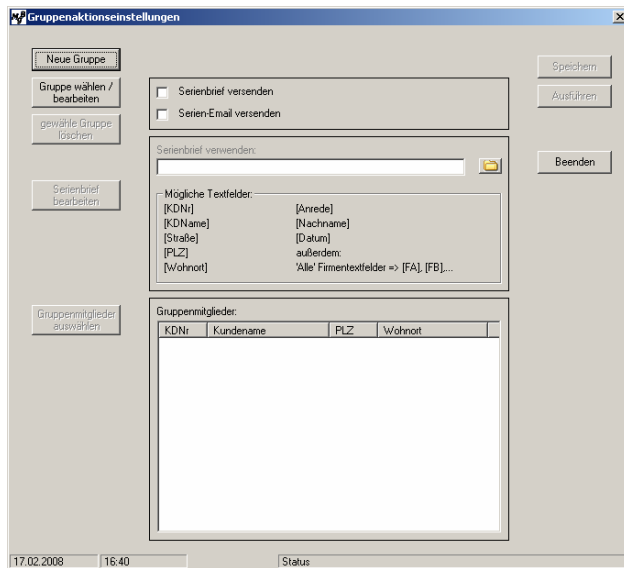 Gruppenaktionseinstellungen
Neue Gruppe
Gruppe wählen /
bearbeiten
gewähle Gruppe
löschen
Serienbrief
bearbeiten
Gruppenmitglieder
auswählen
Serienbrief versenden
Serien-Email versenden
Serienbrief verwenden:
Mögliche Textfelder:
[KDNr] [Anrede]
[KDName] [Nachname]
[Straße] [Datum]
[PLZ] außerdem:
[Wohnort] 'Alle' Firmentextfelder => [FA], [FB],...
Gruppenmitglieder:
KDNr Kundename PLZ Wohnort
Speichern
Ausführen
Beenden
17.02.2008 16:40 Status